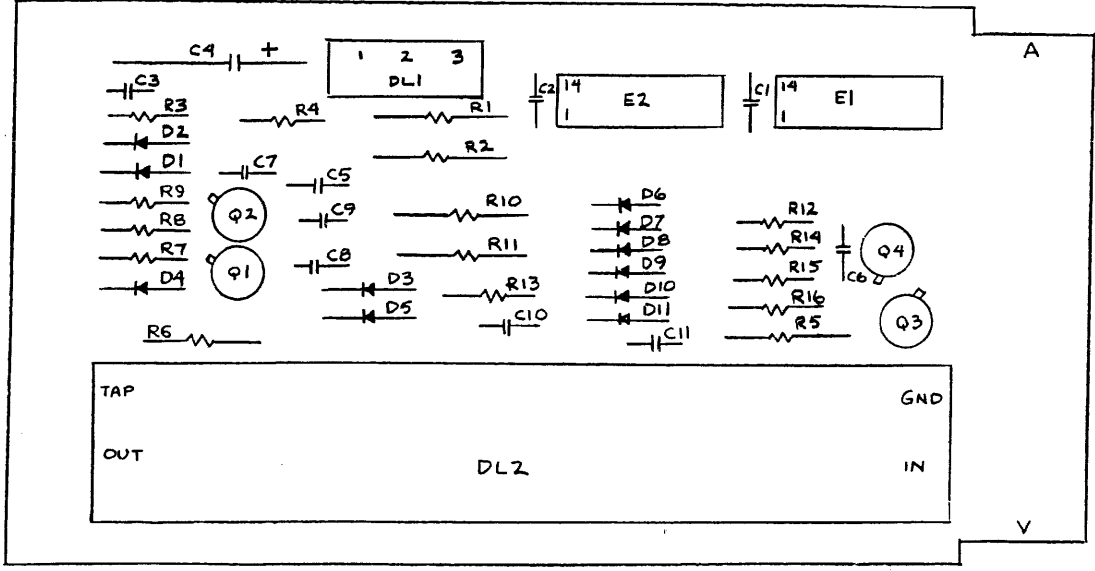 A
C4 +
1 2 3
DL1
C3
C2
14
1
E2
C1
14
1
E1
R3
R4
R1
D2
R2
D1
C7
C5
R9
Q2
C9
R10
D6
R12
R8
D7
R14
Q4
R7
Q1
C8
R11
D8
C6
D4
D3
R13
D9
R15
D5
C10
D10
R16
D11
R5
Q3
R6
C11
TAP
GND
OUT
DL2
IN
V